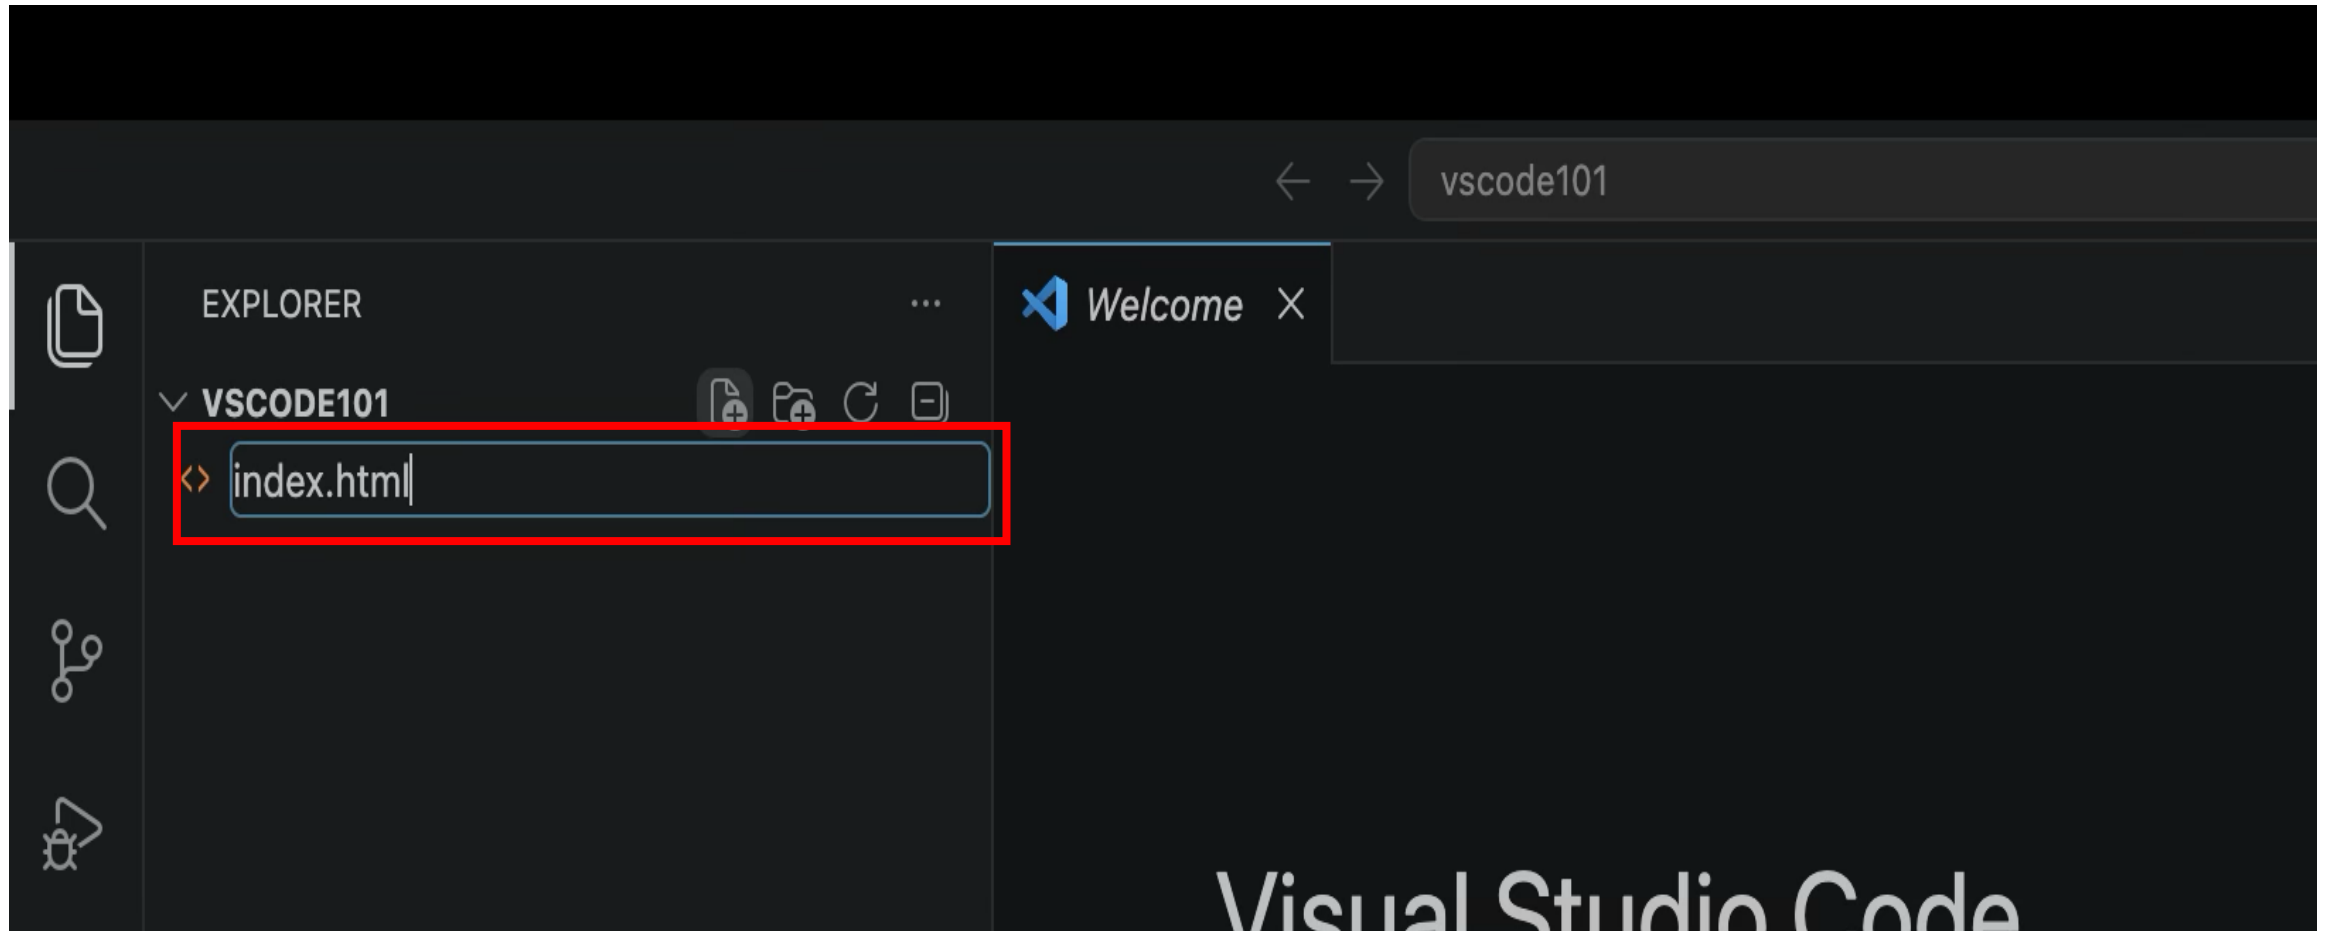 vscode101
EXPLORER
Welcome
VSCODE101
index.html
Visual Studio Code